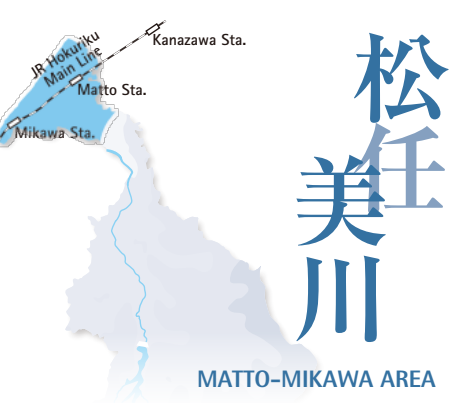 Kanazawa Sta.
JR Hokuriku
Main Line
Matto Sta.
Mikawa Sta.
松任
美川
MATTO-MIKAWA AREA